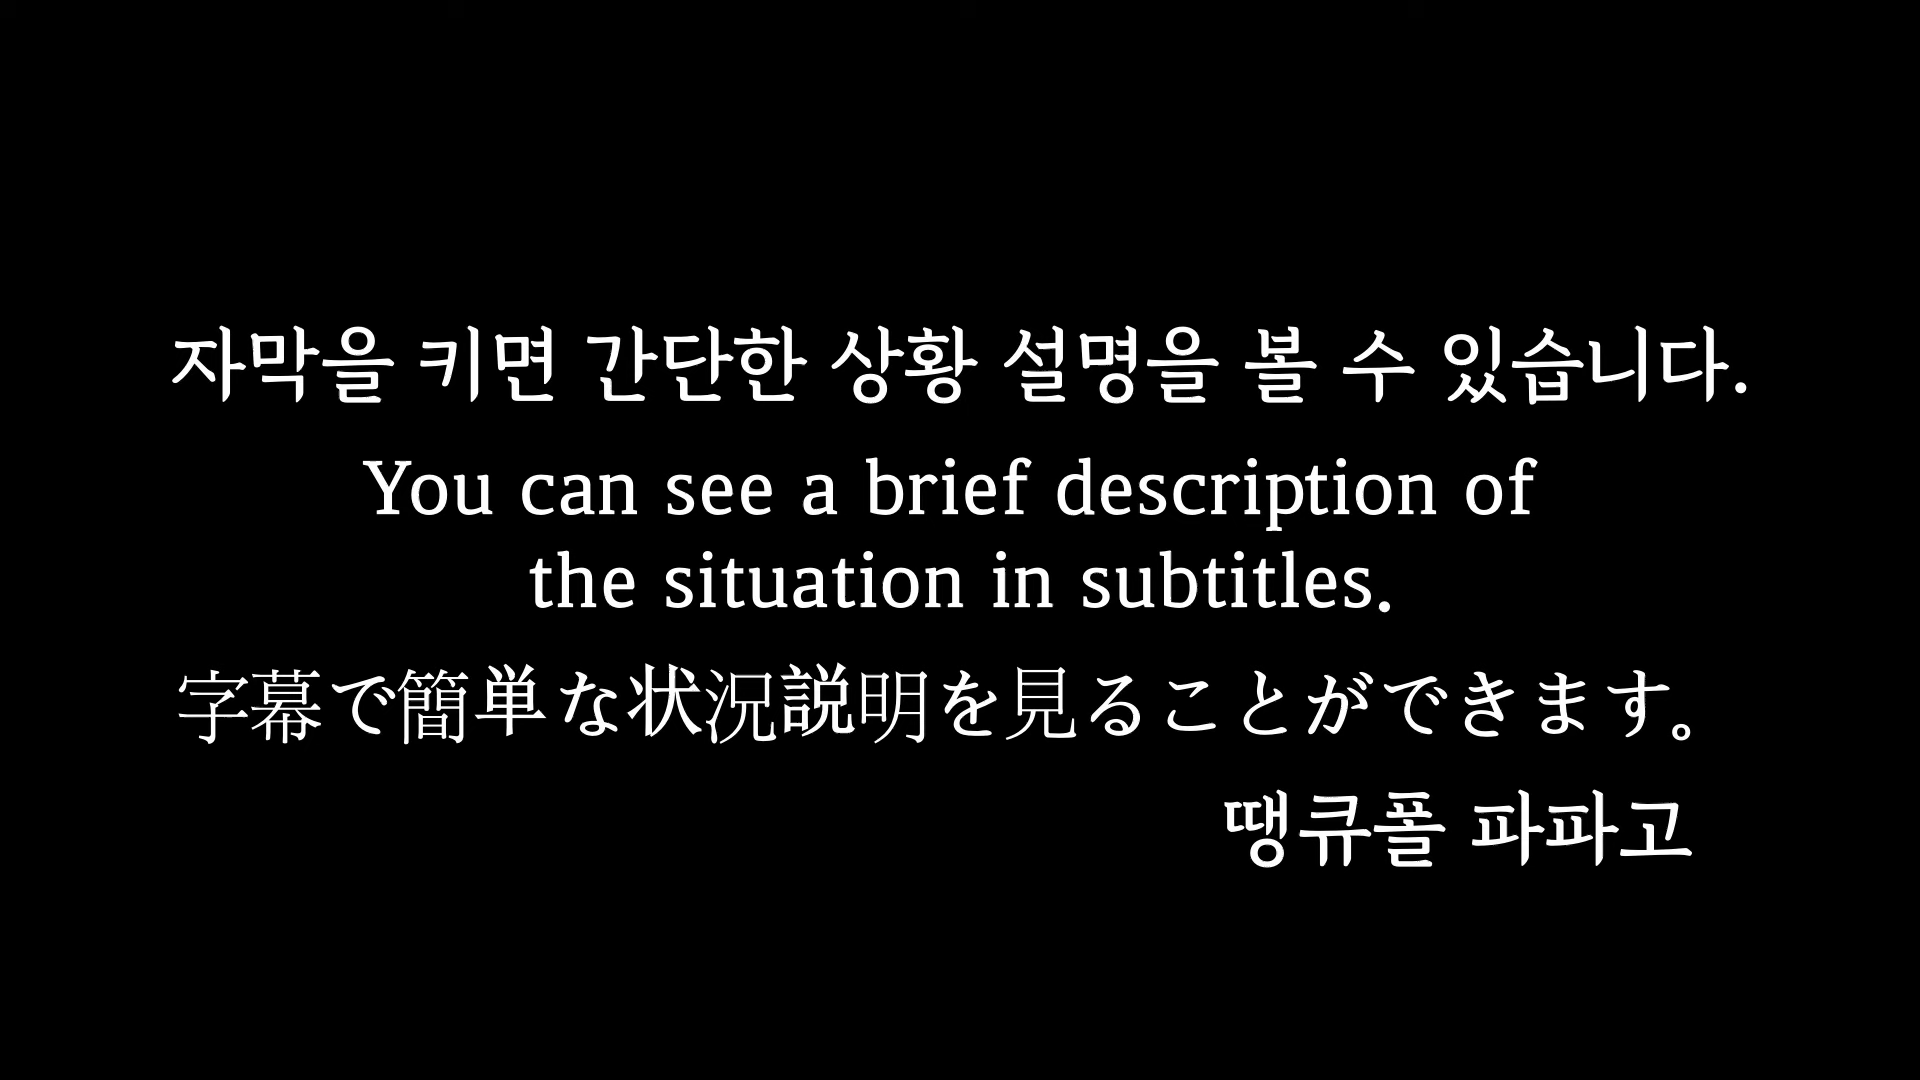 자막을 키면 간단한 상황 설명을 볼 수 있습니다.
You can see a brief description of
the situation in subtitles.
字幕で簡単な状況説明を見ることができます。
땡큐폴 파파고